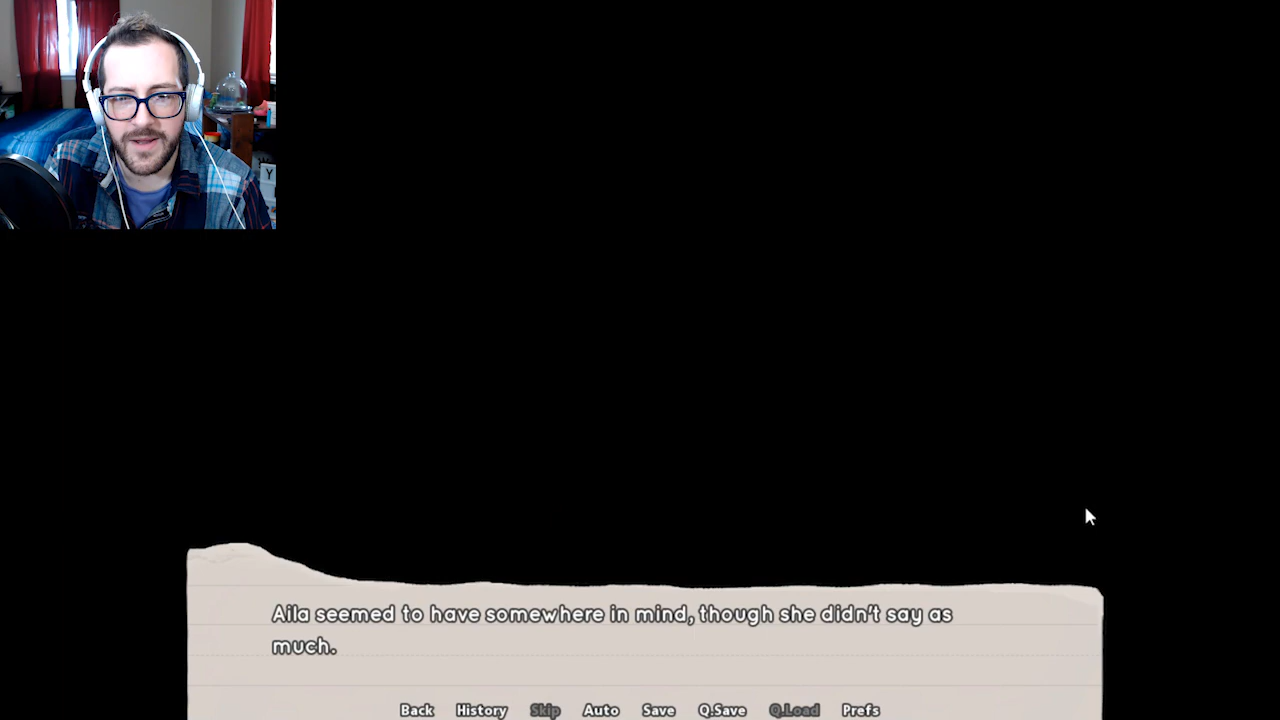 Y
Aila seemed to have somewhere in mind, though she didn't say as
much.
Back History Skip Auto Save Q.Save Q.Load Prefs